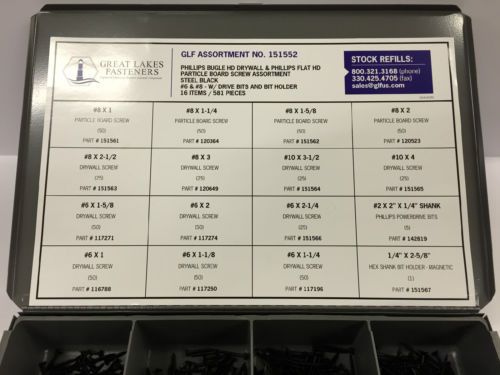 GREAT LAKES
FASTENERS
GLF ASSORTMENT NO. 151552
PHILLIPS BUGLE HD DRYWALL & PHILLIPS FLAT HD
PARTICLE BOARD SCREW ASSORTMENT
STEEL BLACK
#6 & #8 - W/ DRIVE BITS AND BIT HOLDER
16 ITEMS / 581 PIECES
STOCK REFILLS:
800.321.3168 (phone)
330.425.4705 (fax)
sales@glfus.com
#8 X 1
PARTICLE BOARD SCREW
(50)
PART # 151561
#8 X 1-1/4
PARTICLE BOARD SCREW
(50)
PART # 120364
#8 X 1-5/8
PARTICLE BOARD SCREW
(50)
PART # 151562
#8 X 2
PARTICLE BOARD SCREW
(50)
PART # 120523
#8 X 2-1/2
DRYWALL SCREW
(25)
PART # 151563
#8 X 3
DRYWALL SCREW
(25)
PART # 120649
#10 X 3-1/2
DRYWALL SCREW
(25)
PART # 151564
#10 X 4
DRYWALL SCREW
(25)
PART # 151565
#6 X 1-5/8
DRYWALL SCREW
(50)
PART # 117271
#6 X 2
DRYWALL SCREW
(50)
PART # 117274
#6 X 2-1/4
DRYWALL SCREW
(25)
PART # 151566
#2 X 2" X 1/4" SHANK
PHILLIPS POWERDRIVE BITS
(5)
PART # 142819
#6 X 1
DRYWALL SCREW
(50)
PART # 116788
#6 X 1-1/8
DRYWALL SCREW
(50)
PART # 117250
#6 X 1-1/4
DRYWALL SCREW
(50)
PART # 117196
1/4" X 2-5/8"
HEX SHANK BIT HOLDER - MAGNETIC
(1)
PART # 151567